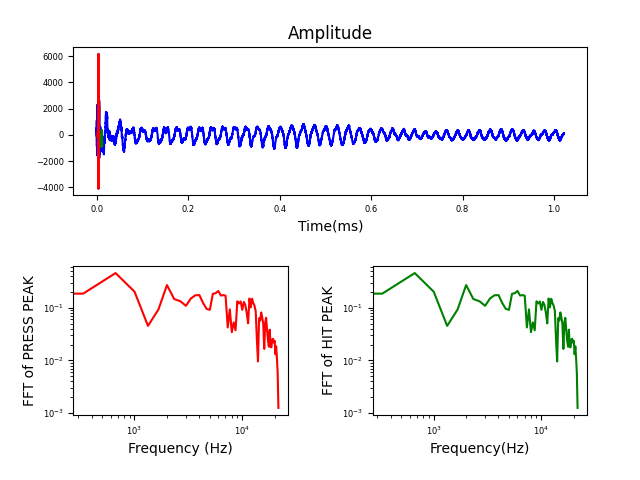 Amplitude
6000
4000
2000
0
−2000
−4000
0.0 0.2 0.4 0.6 0.8 1.0
Time(ms)
FFT of PRESS PEAK
10⁻¹
10⁻²
10⁻³
10³ 10⁴
Frequency (Hz)
FFT of HIT PEAK
10⁻¹
10⁻²
10⁻³
10³ 10⁴
Frequency(Hz)